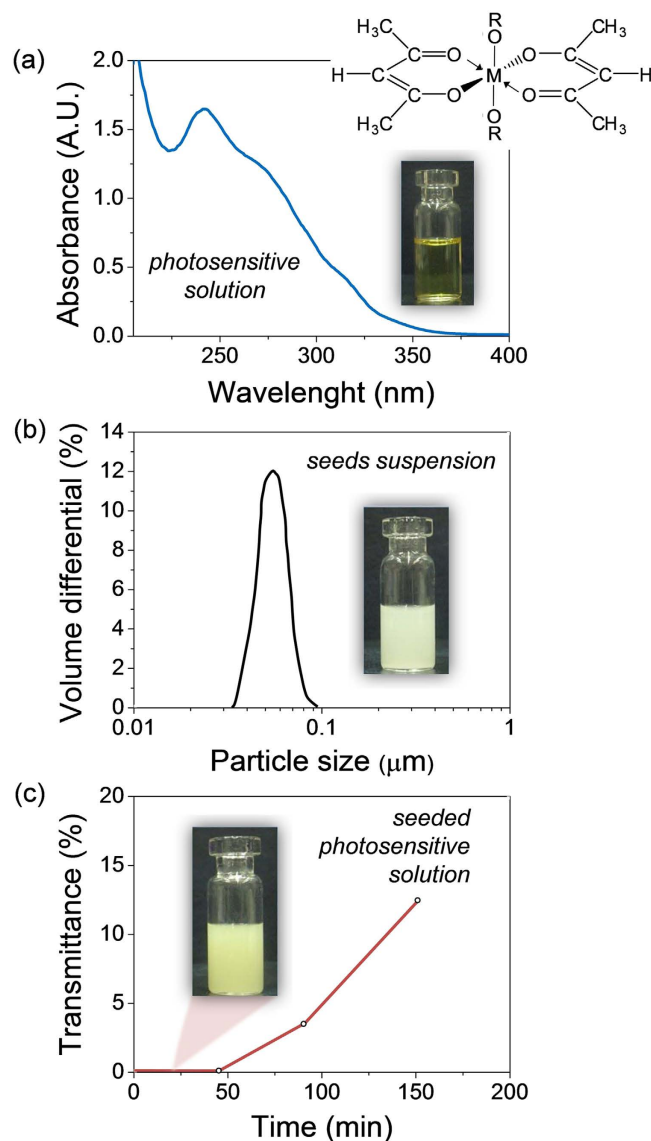 (a)
2.0
1.5
1.0
0.5
0.0
Absorbance (A.U.)
photosensitive
solution
250
300
350
400
Wavelenght (nm)
R
O
H₃C
CH₃
C=O
O
C
H
C
M
C
H
C
O
O=C
H₃C
CH₃
O
R
(b)
14
12
10
8
6
4
2
0
Volume differential (%)
seeds suspension
0.01
0.1
1
Particle size (μm)
(c)
20
15
10
5
0
Transmittance (%)
seeded
photosensitive
solution
0
50
100
150
200
Time (min)